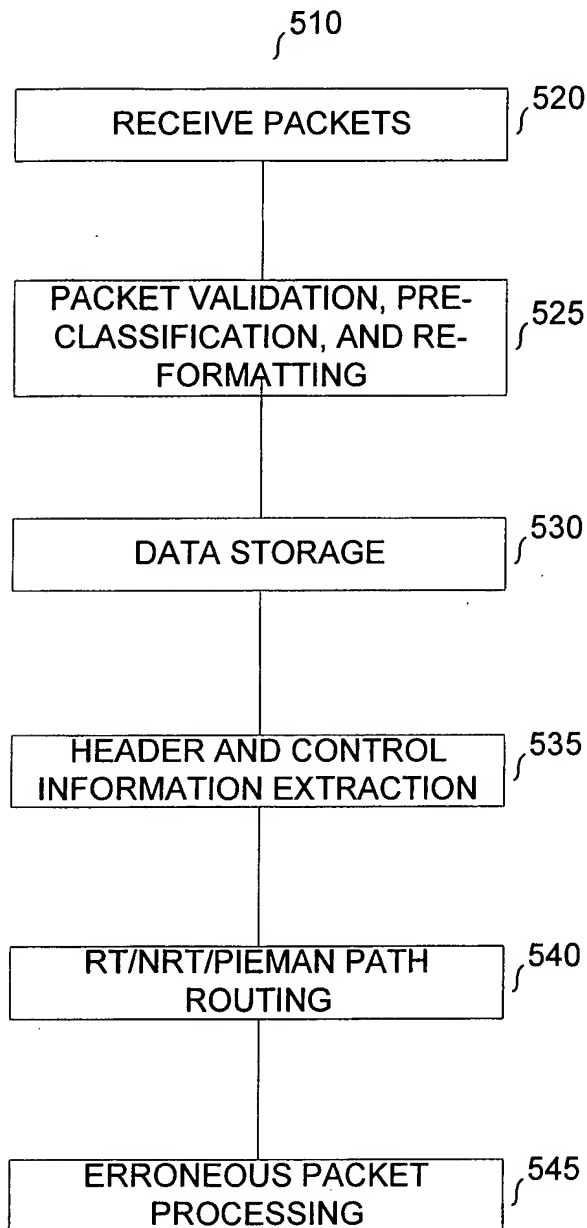 510
RECEIVE PACKETS
520
PACKET VALIDATION, PRE-
CLASSIFICATION, AND RE-
FORMATTING
525
DATA STORAGE
530
HEADER AND CONTROL
INFORMATION EXTRACTION
535
RT/NRT/PIEMAN PATH
ROUTING
540
ERRONEOUS PACKET
PROCESSING
545